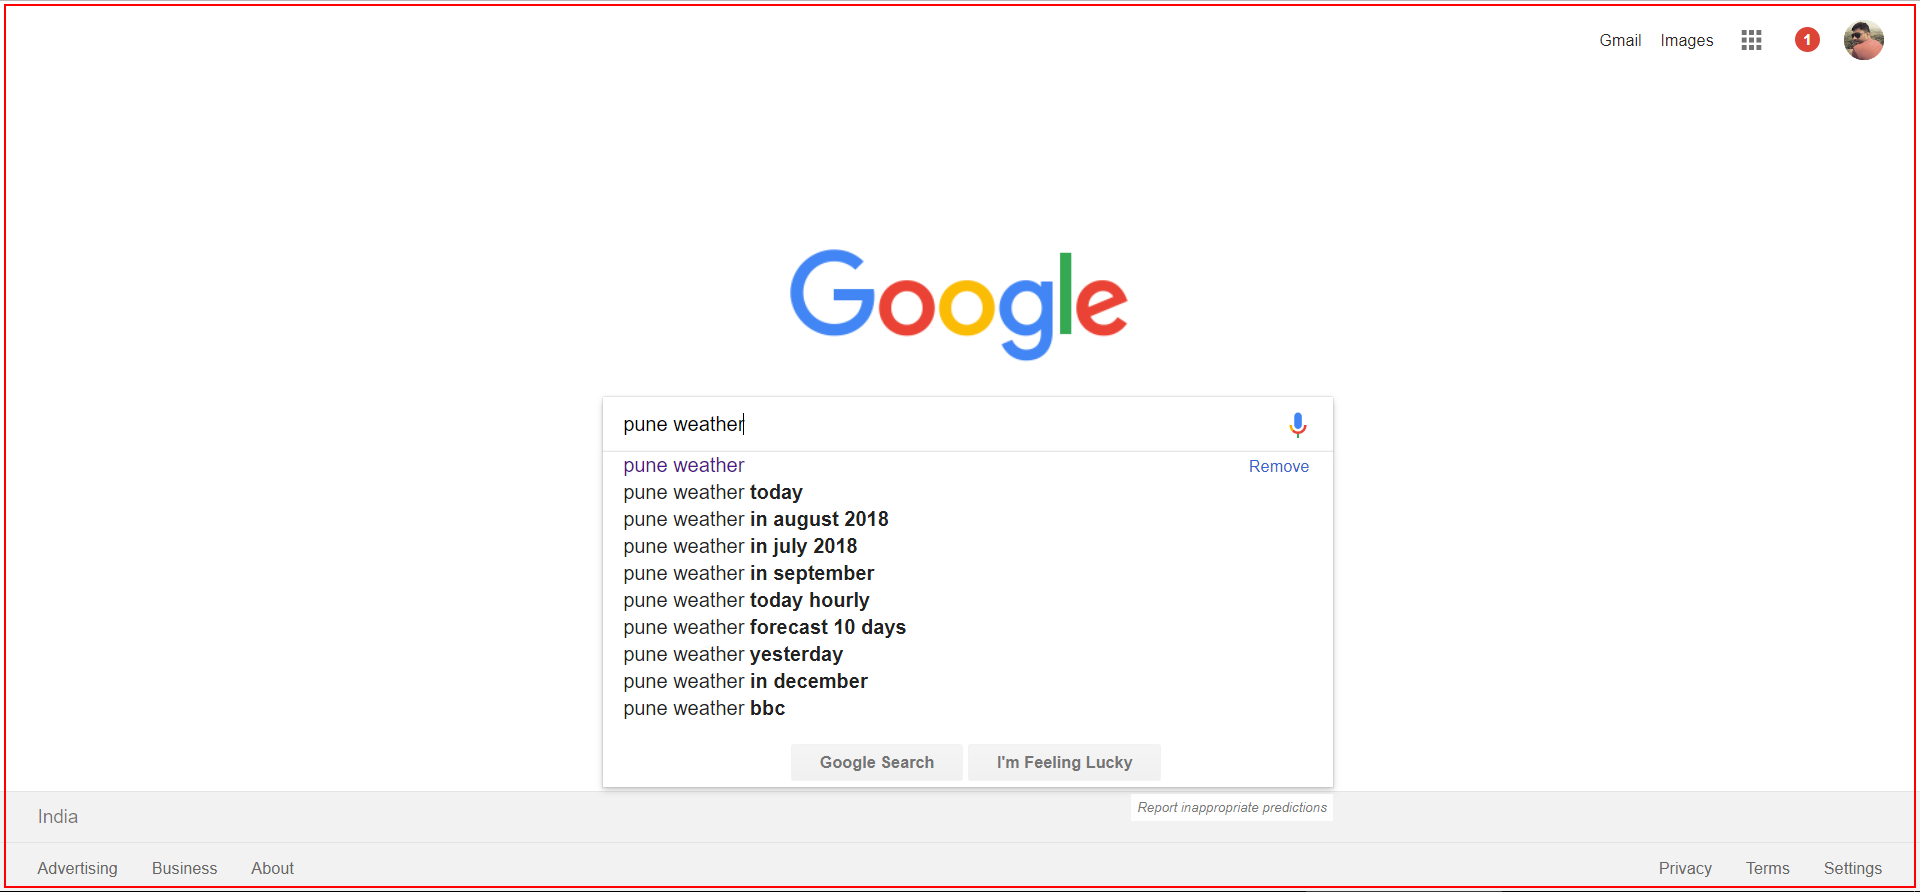 Gmail Images 1
Google
pune weather
pune weather Remove
pune weather today
pune weather in august 2018
pune weather in july 2018
pune weather in september
pune weather today hourly
pune weather forecast 10 days
pune weather yesterday
pune weather in december
pune weather bbc
Google Search I'm Feeling Lucky
Report inappropriate predictions
India
Advertising Business About Privacy Terms Settings